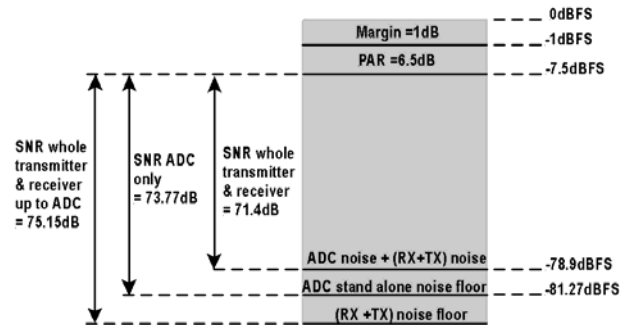 0dBFS
Margin =1dB
-1dBFS
PAR =6.5dB
-7.5dBFS
SNR whole
transmitter
& receiver
up to ADC
= 75.15dB
SNR ADC
only
= 73.77dB
SNR whole
transmitter
& receiver
= 71.4dB
ADC noise + (RX+TX) noise
-78.9dBFS
ADC stand alone noise floor
-81.27dBFS
(RX +TX) noise floor